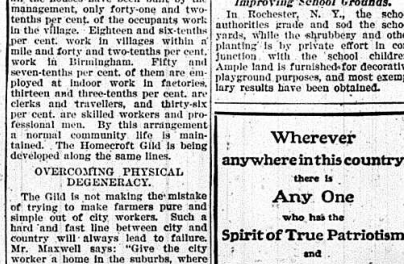 management, only forty-one and two-
tenths per cent. of the occupants work
in the village. Eighteen and six-tenths
per cent. work in villages within a
mile and forty and two-tenths per cent.
work in Birmingham. Fifty and
seven-tenths per cent. of them are em-
ployed at indoor work in factories,
thirteen and three-tenths per cent. are
clerks and travellers, and thirty-six
per cent. are skilled workers and pro-
fessional men. By this arrangement
a normal community life is main-
tained. The Homecroft Gild is being
developed along the same lines.
OVERCOMING PHYSICAL
DEGENERACY.
The Gild is not making the mistake
of trying to make farmers pure and
simple out of city workers. Such a
hard and fast line between city and
country will always lead to failure.
Mr. Maxwell says: "Give the city
worker a home in the suburbs, where
Improving School Grounds.
In Rochester, N. Y., the scho
authorities grade and sod the scho
yards, while the shrubbery and othe
planting is by private effort in con
junction with the school childre
Ample land is furnished for decorativ
playground purposes, and most exemp
lary results have been obtained.
Wherever
anywhere in this country
there is
Any One
who has the
Spirit of True Patriotism
and